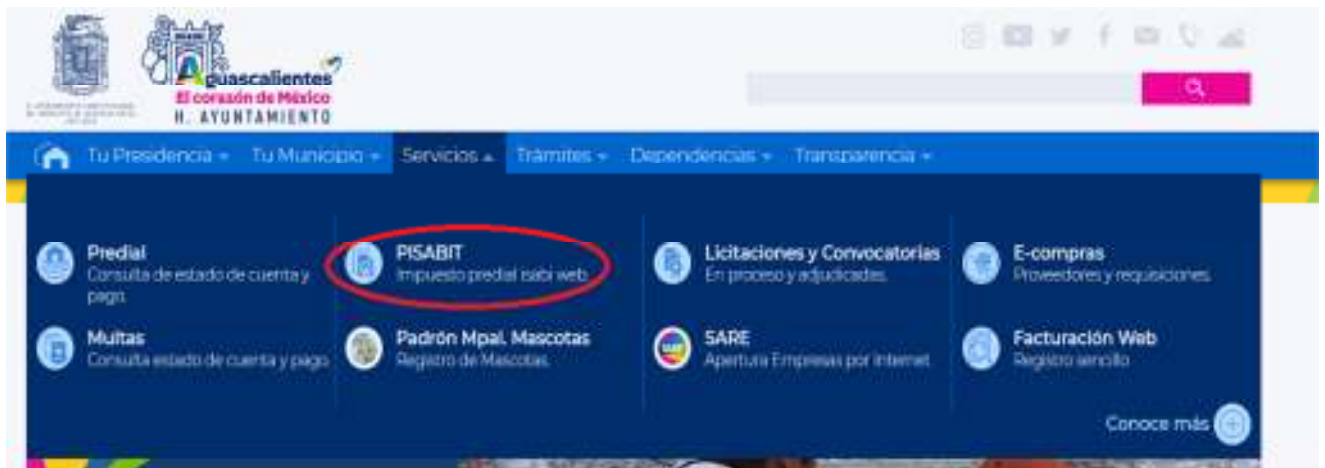 Aguascalientes
El corazón de México
H. AYUNTAMIENTO
Tu Presidencia Tu Municipio Servicios Trámites Dependencias Transparencia
Predial
Consulta de estado de cuenta y
pago.
PISABIT
Impuesto predial isabi web
Licitaciones y Convocatorias
En proceso y adjudicadas.
E-compras
Proveedores y requisiciones.
Multas
Consulta estado de cuenta y pago
Padrón Mpal. Mascotas
Registro de Mascotas.
SARE
Apertura Empresas por Internet
Facturación Web
Registro sencillo
Conoce más